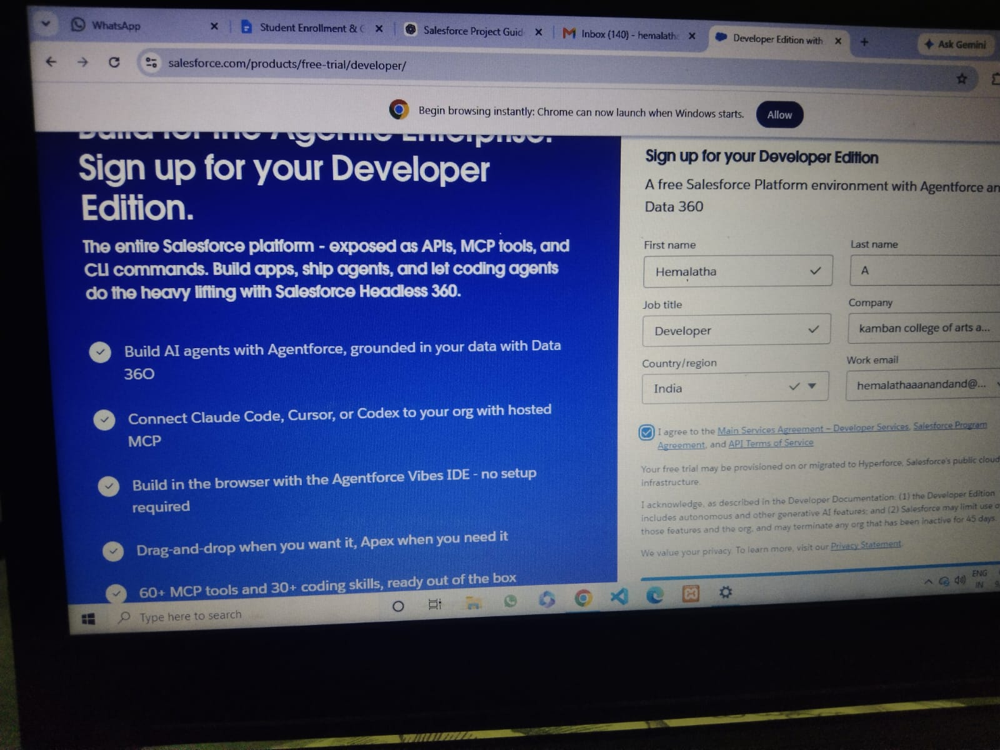 WhatsApp
Student Enrollment & C
Salesforce Project Guid
Inbox (140) - hemalath
Developer Edition with
Ask Gemini
salesforce.com/products/free-trial/developer/
Begin browsing instantly: Chrome can now launch when Windows starts.
Allow
Build for the Agentic Enterprise.
Sign up for your Developer
Edition.
The entire Salesforce platform - exposed as APIs, MCP tools, and
CLI commands. Build apps, ship agents, and let coding agents
do the heavy lifting with Salesforce Headless 360.
Build AI agents with Agentforce, grounded in your data with Data
360
Connect Claude Code, Cursor, or Codex to your org with hosted
MCP
Build in the browser with the Agentforce Vibes IDE - no setup
required
Drag-and-drop when you want it, Apex when you need it
60+ MCP tools and 30+ coding skills, ready out of the box
Sign up for your Developer Edition
A free Salesforce Platform environment with Agentforce an
Data 360
First name
Last name
Hemalatha
A
Job title
Company
Developer
kamban college of arts a...
Country/region
Work email
India
hemalathaaanandand@...
I agree to the Main Services Agreement – Developer Services, Salesforce Program
Agreement, and API Terms of Service
Your free trial may be provisioned on or migrated to Hyperforce, Salesforce's public cloud
infrastructure.
I acknowledge, as described in the Developer Documentation: (1) the Developer Edition
includes autonomous and other generative AI features; and (2) Salesforce may limit use o
those features and the org, and may terminate any org that has been inactive for 45 days.
We value your privacy. To learn more, visit our Privacy Statement.
Type here to search
ENG
IN